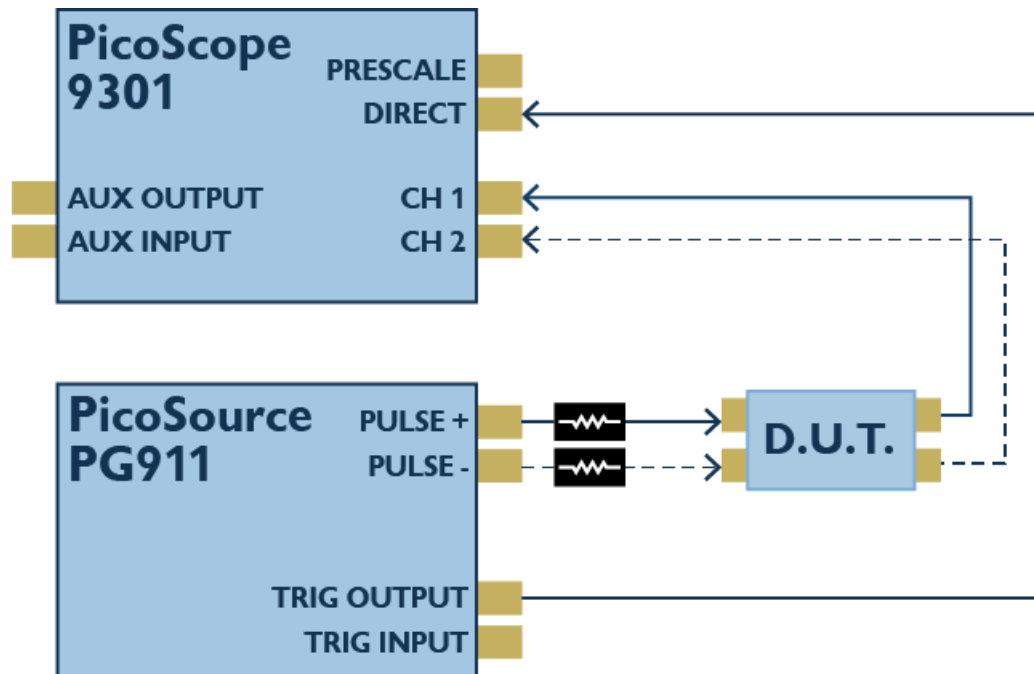 PicoScope
9301
PRESCALE
DIRECT
AUX OUTPUT
CH 1
AUX INPUT
CH 2
PicoSource
PG911
PULSE +
PULSE -
D.U.T.
TRIG OUTPUT
TRIG INPUT